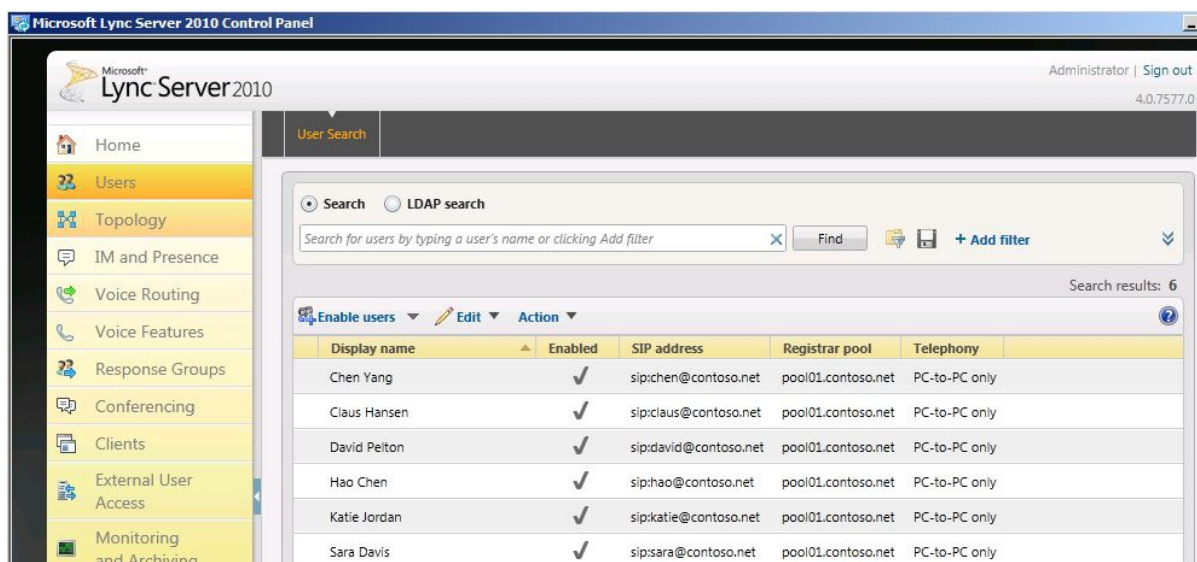 Microsoft Lync Server 2010 Control Panel
Microsoft®
Lync Server 2010
Administrator | Sign out
4.0.7577.0
Home
Users
Topology
IM and Presence
Voice Routing
Voice Features
Response Groups
Conferencing
Clients
External User
Access
Monitoring
and Archiving
User Search
Search LDAP search
Search for users by typing a user's name or clicking Add filter Find + Add filter
Search results: 6
Enable users Edit Action
Display name Enabled SIP address Registrar pool Telephony
Chen Yang sip:chen@contoso.net pool01.contoso.net PC-to-PC only
Claus Hansen sip:claus@contoso.net pool01.contoso.net PC-to-PC only
David Pelton sip:david@contoso.net pool01.contoso.net PC-to-PC only
Hao Chen sip:hao@contoso.net pool01.contoso.net PC-to-PC only
Katie Jordan sip:katie@contoso.net pool01.contoso.net PC-to-PC only
Sara Davis sip:sara@contoso.net pool01.contoso.net PC-to-PC only